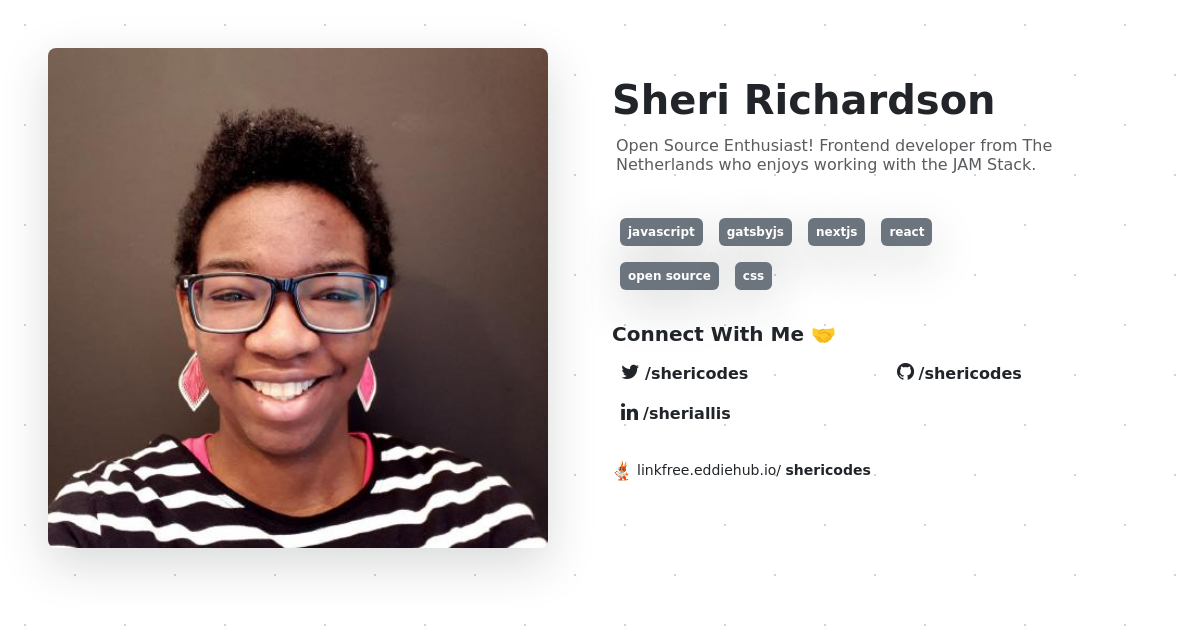 Sheri Richardson
Open Source Enthusiast! Frontend developer from The
Netherlands who enjoys working with the JAM Stack.
javascript gatsbyjs nextjs react
open source css
Connect With Me 🤝
/shericodes /shericodes
in /sheriallis
linkfree.eddiehub.io/ shericodes